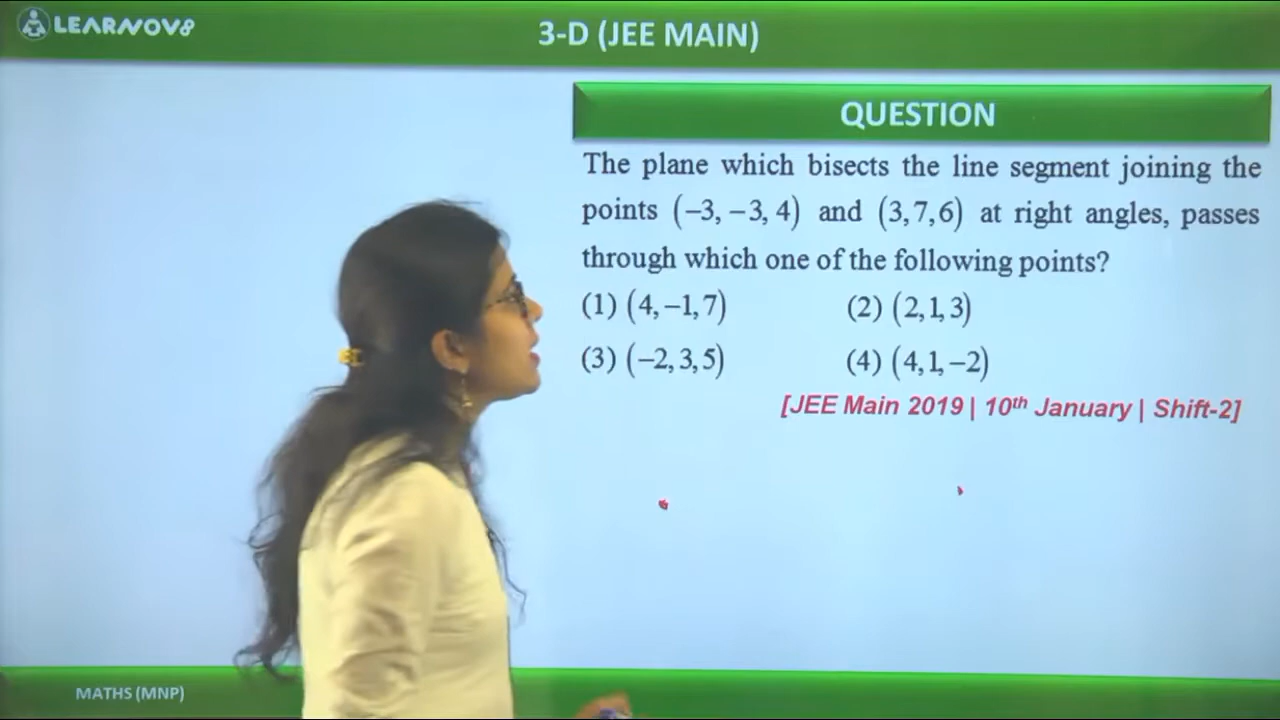 LEARNOV8
3-D (JEE MAIN)
QUESTION
The plane which bisects the line segment joining the
points (−3, −3, 4) and (3, 7, 6) at right angles, passes
through which one of the following points?
(1) (4, −1, 7) (2) (2, 1, 3)
(3) (−2, 3, 5) (4) (4, 1, −2)
[JEE Main 2019 | 10th January | Shift-2]
MATHS (MNP)